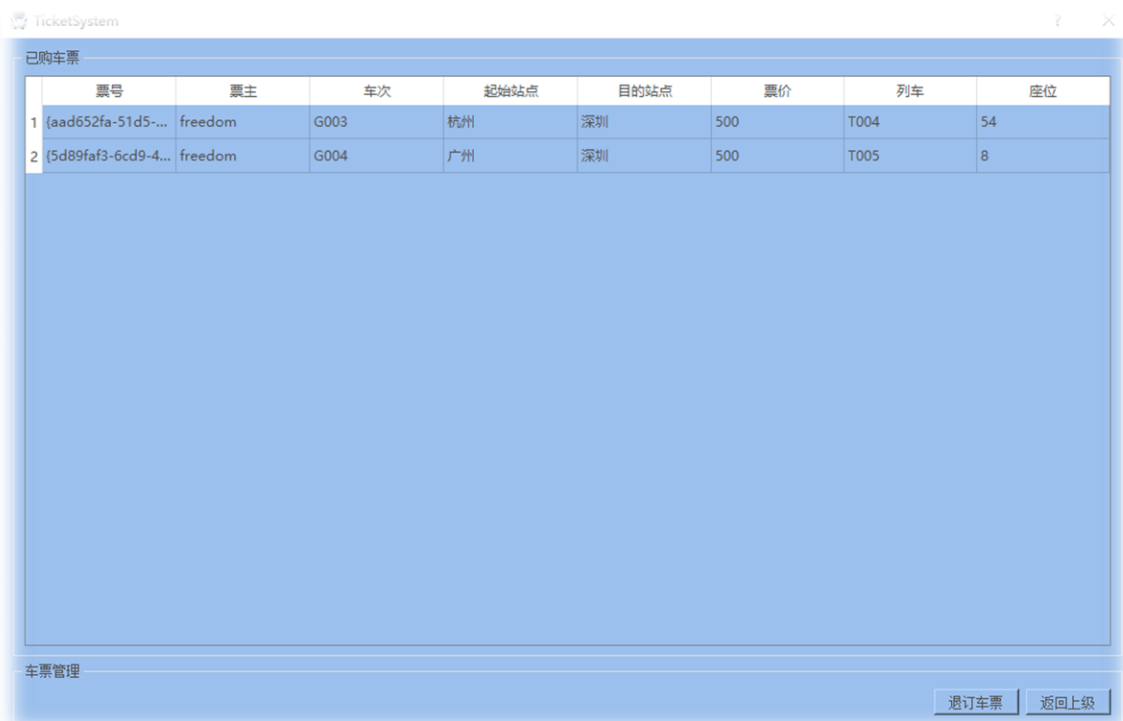 TicketSystem ?
已购车票
票号 票主 车次 起始站点 目的站点 票价 列车 座位
1 {aad652fa-51d5-... freedom G003 杭州 深圳 500 T004 54
2 {5d89faf3-6cd9-4... freedom G004 广州 深圳 500 T005 8
车票管理
退订车票 返回上级